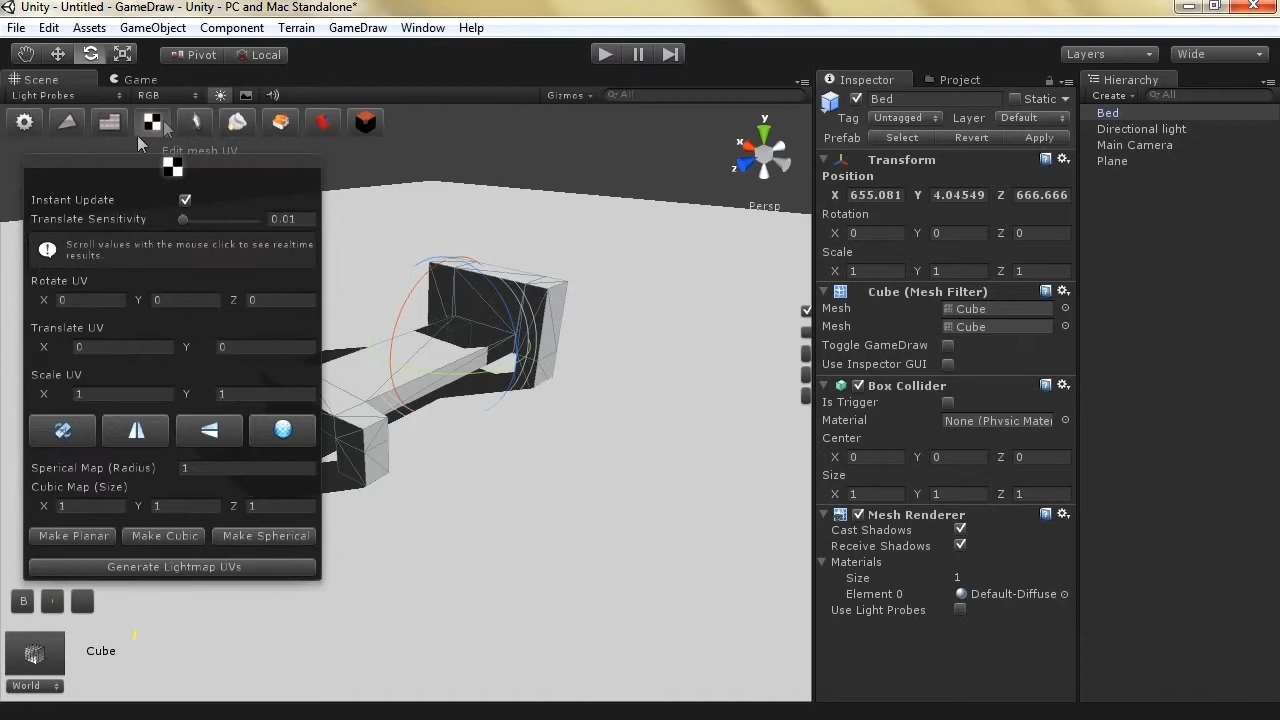 Unity - Untitled - GameDraw - Unity - PC and Mac Standalone*
File Edit Assets GameObject Component Terrain GameDraw Window Help
Pivot Local Layers Wide
Scene Game Inspector Project Hierarchy
Light Probes RGB Gizmos All Create All
Bed Static
Tag Untagged Layer Default
Prefab Select Revert Apply
Bed
Directional light
Main Camera
Plane
Edit mesh UV
Instant Update
Translate Sensitivity 0.01
Scroll values with the mouse click to see realtime
results.
Rotate UV
X 0 Y 0 Z 0
Translate UV
X 0 Y 0
Scale UV
X 1 Y 1
Sperical Map (Radius) 1
Cubic Map (Size)
X 1 Y 1 Z 1
Make Planar Make Cubic Make Spherical
Generate Lightmap UVs
B
Cube
World
y
x
z
Persp
Transform
Position
X 655.081 Y 4.04549 Z 666.666
Rotation
X 0 Y 0 Z 0
Scale
X 1 Y 1 Z 1
Cube (Mesh Filter)
Mesh Cube
Mesh Cube
Toggle GameDraw
Use Inspector GUI
Box Collider
Is Trigger
Material None (Physic Mater
Center
X 0 Y 0 Z 0
Size
X 1 Y 1 Z 1
Mesh Renderer
Cast Shadows
Receive Shadows
Materials
Size 1
Element 0 Default-Diffuse
Use Light Probes